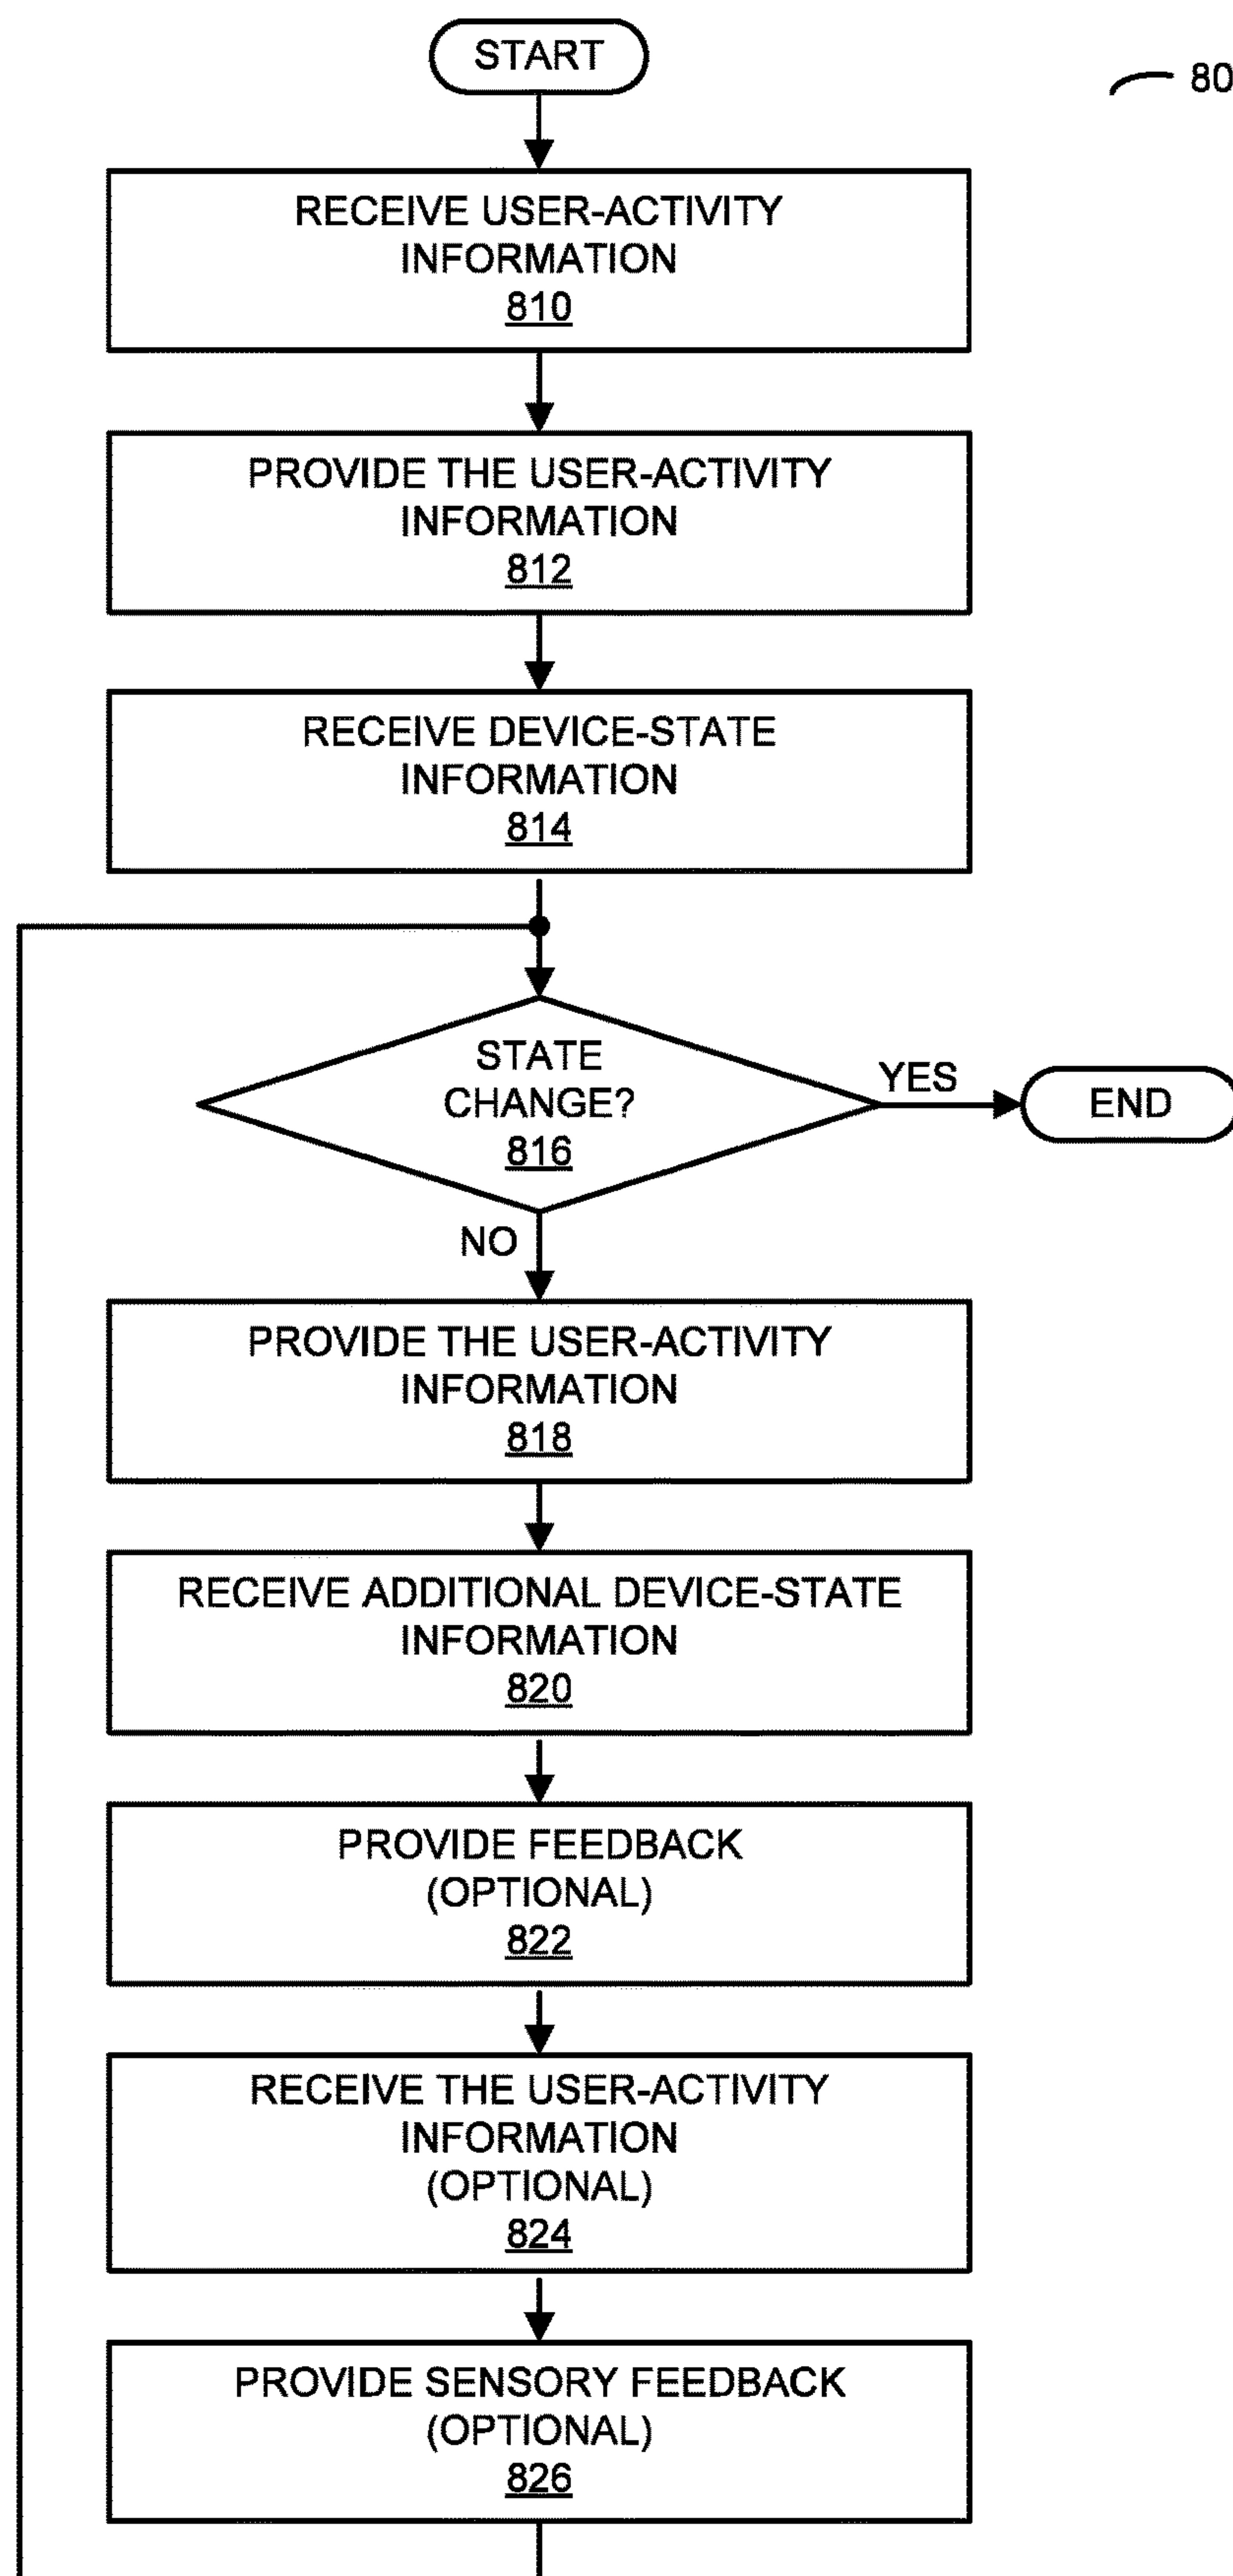 START
80
RECEIVE USER-ACTIVITY
INFORMATION
810
PROVIDE THE USER-ACTIVITY
INFORMATION
812
RECEIVE DEVICE-STATE
INFORMATION
814
STATE
CHANGE?
816
YES
END
NO
PROVIDE THE USER-ACTIVITY
INFORMATION
818
RECEIVE ADDITIONAL DEVICE-STATE
INFORMATION
820
PROVIDE FEEDBACK
(OPTIONAL)
822
RECEIVE THE USER-ACTIVITY
INFORMATION
(OPTIONAL)
824
PROVIDE SENSORY FEEDBACK
(OPTIONAL)
826